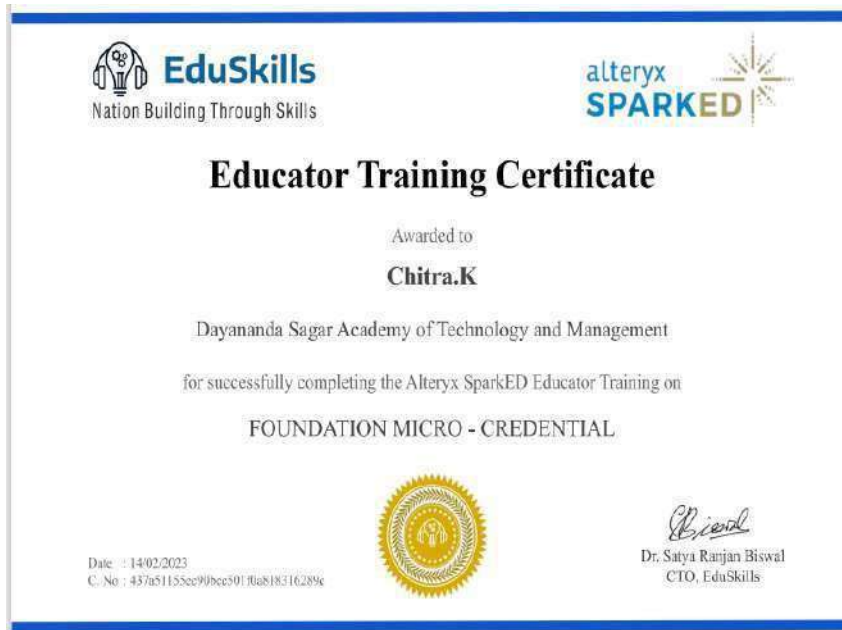 EduSkills
Nation Building Through Skills
alteryx
SPARKED
Educator Training Certificate
Awarded to
Chitra.K
Dayananda Sagar Academy of Technology and Management
for successfully completing the Alteryx SparkED Educator Training on
FOUNDATION MICRO - CREDENTIAL
Date : 14/02/2023
C. No :
Dr. Satya Ranjan Biswal
CTO, EduSkills